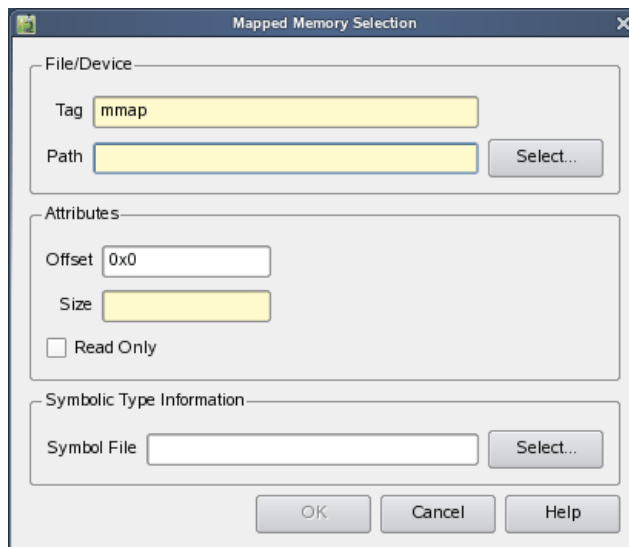 Mapped Memory Selection
File/Device
Tag mmap
Path Select...
Attributes
Offset 0x0
Size
Read Only
Symbolic Type Information
Symbol File Select...
OK Cancel Help